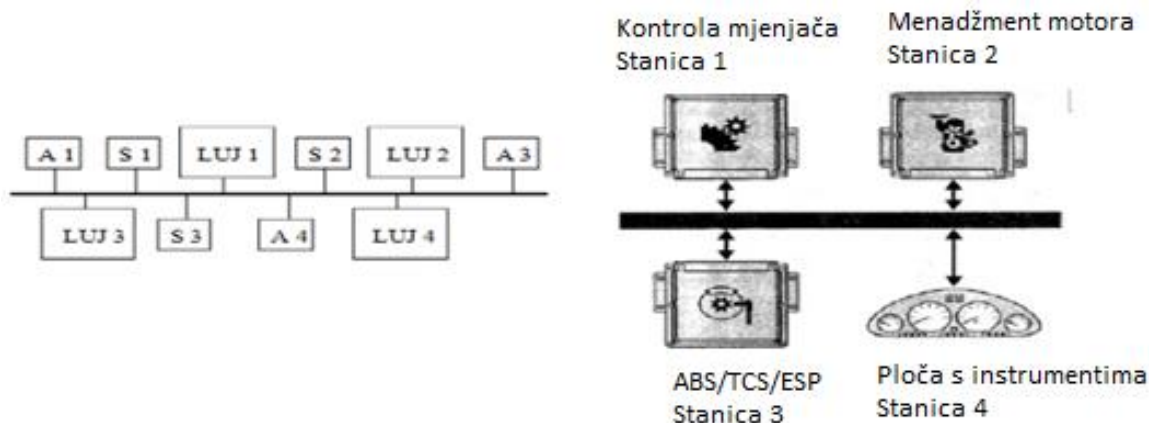 A 1
S 1
LUJ 1
S 2
LUJ 2
A 3
LUJ 3
S 3
A 4
LUJ 4
Kontrola mjenjača
Stanica 1
Menadžment motora
Stanica 2
ABS/TCS/ESP
Stanica 3
Ploča s instrumentima
Stanica 4